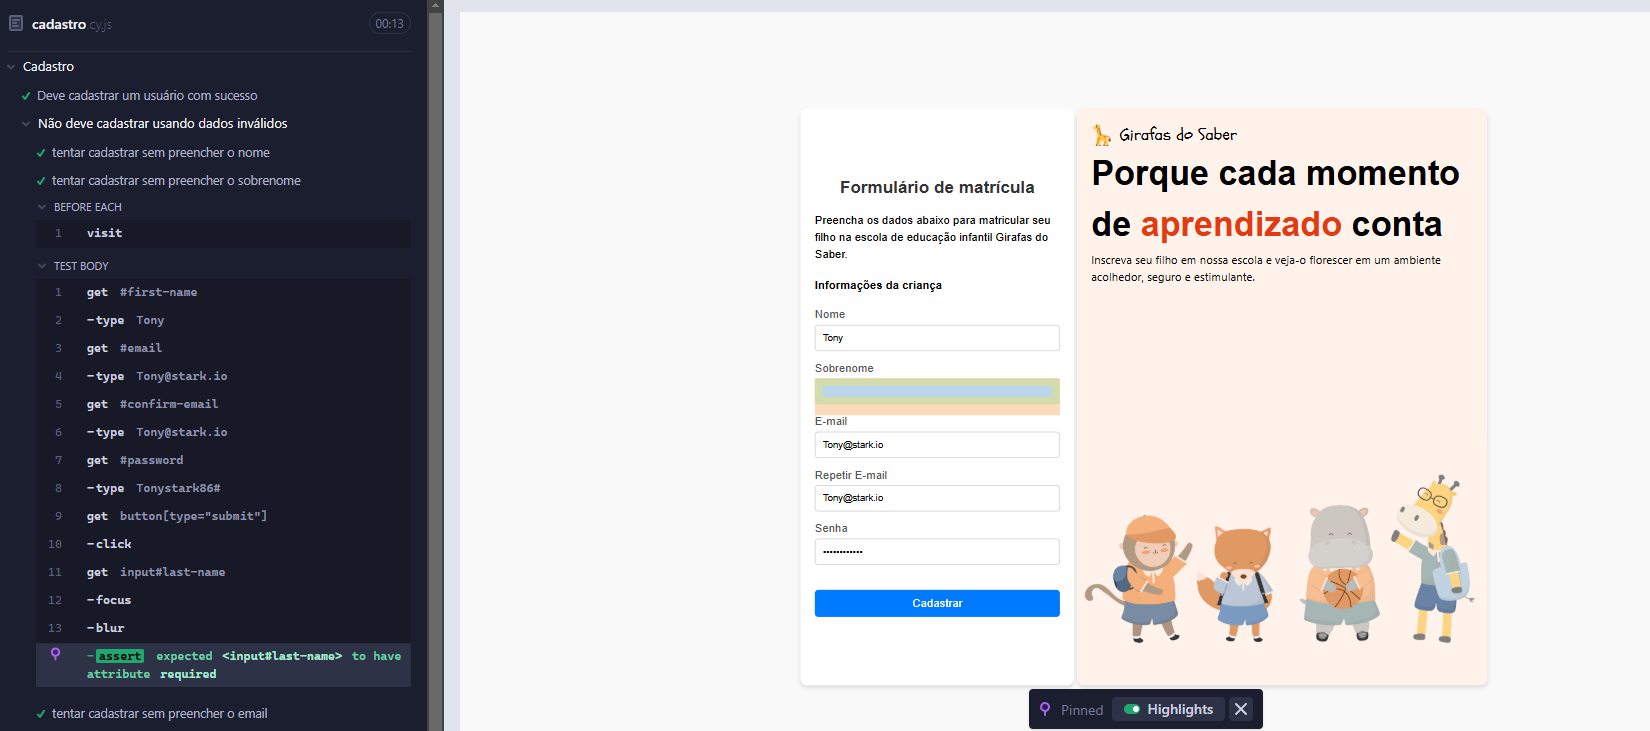 cadastro.cy.js 00:13
Cadastro
Deve cadastrar um usuário com sucesso
Não deve cadastrar usando dados inválidos
tentar cadastrar sem preencher o nome
tentar cadastrar sem preencher o sobrenome
BEFORE EACH
1 visit
TEST BODY
1 get #first-name
2 -type Tony
3 get #email
4 -type Tony@stark.io
5 get #confirm-email
6 -type Tony@stark.io
7 get #password
8 -type Tonystark86#
9 get button[type="submit"]
10 -click
11 get input#last-name
12 -focus
13 -blur
-assert expected <input#last-name> to have
attribute required
tentar cadastrar sem preencher o email
Formulário de matrícula
Preencha os dados abaixo para matricular seu
filho na escola de educação infantil Girafas do
Saber.
Informações da criança
Nome
Tony
Sobrenome
E-mail
Tony@stark.io
Repetir E-mail
Tony@stark.io
Senha
••••••••••••
Cadastrar
Girafas do Saber
Porque cada momento
de aprendizado conta
Inscreva seu filho em nossa escola e veja-o florescer em um ambiente
acolhedor, seguro e estimulante.
Pinned Highlights